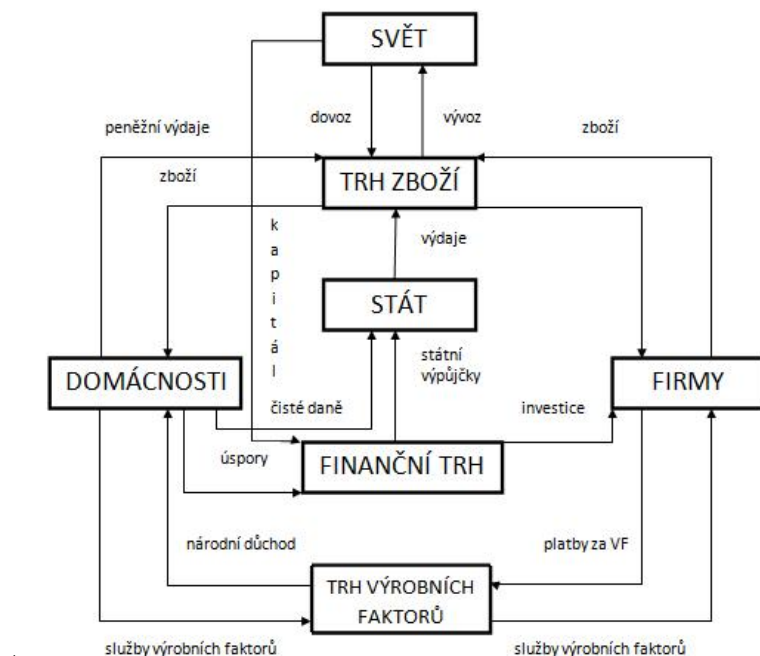 SVĚT
dovoz
vývoz
peněžní výdaje
zboží
zboží
TRH ZBOŽÍ
kapitál
výdaje
STÁT
státní
výpůjčky
DOMÁCNOSTI
FIRMY
čisté daně
investice
úspory
FINANČNÍ TRH
národní důchod
platby za VF
TRH VÝROBNÍCH
FAKTORŮ
služby výrobních faktorů
služby výrobních faktorů